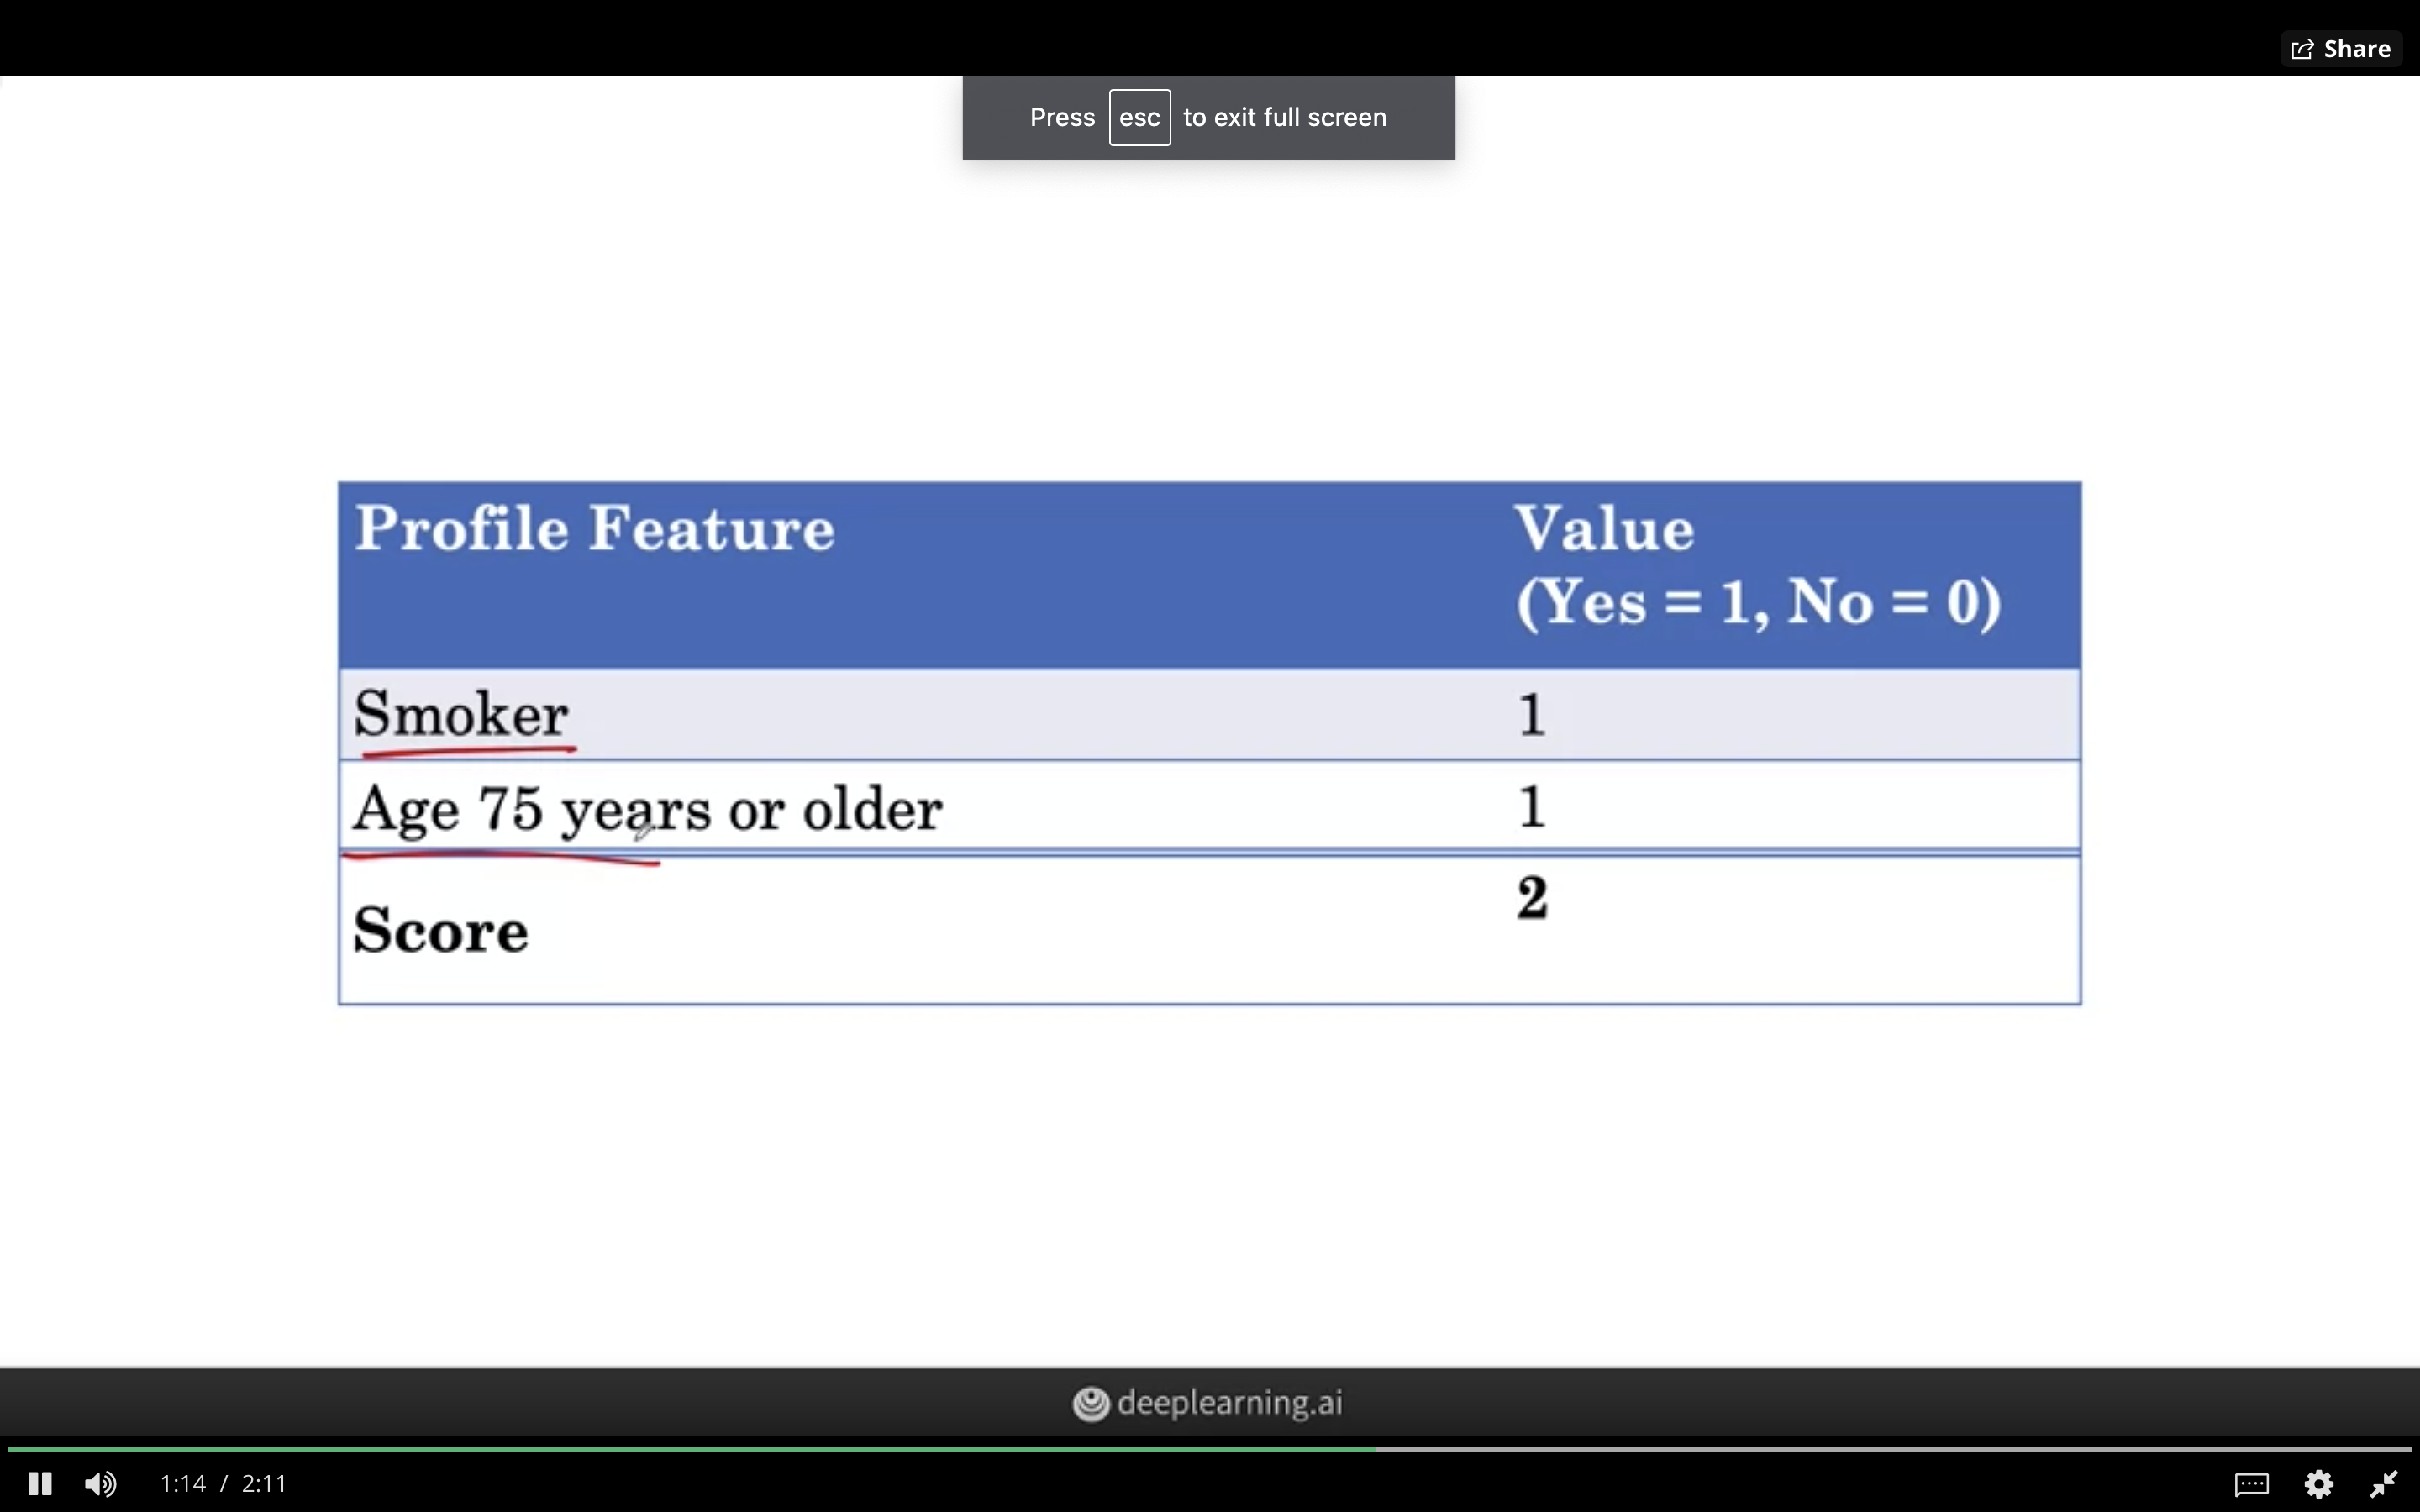 Share
Press esc to exit full screen
Profile Feature
Value
(Yes = 1, No = 0)
Smoker 1
Age 75 years or older 1
Score 2
deeplearning.ai
1:14 / 2:11